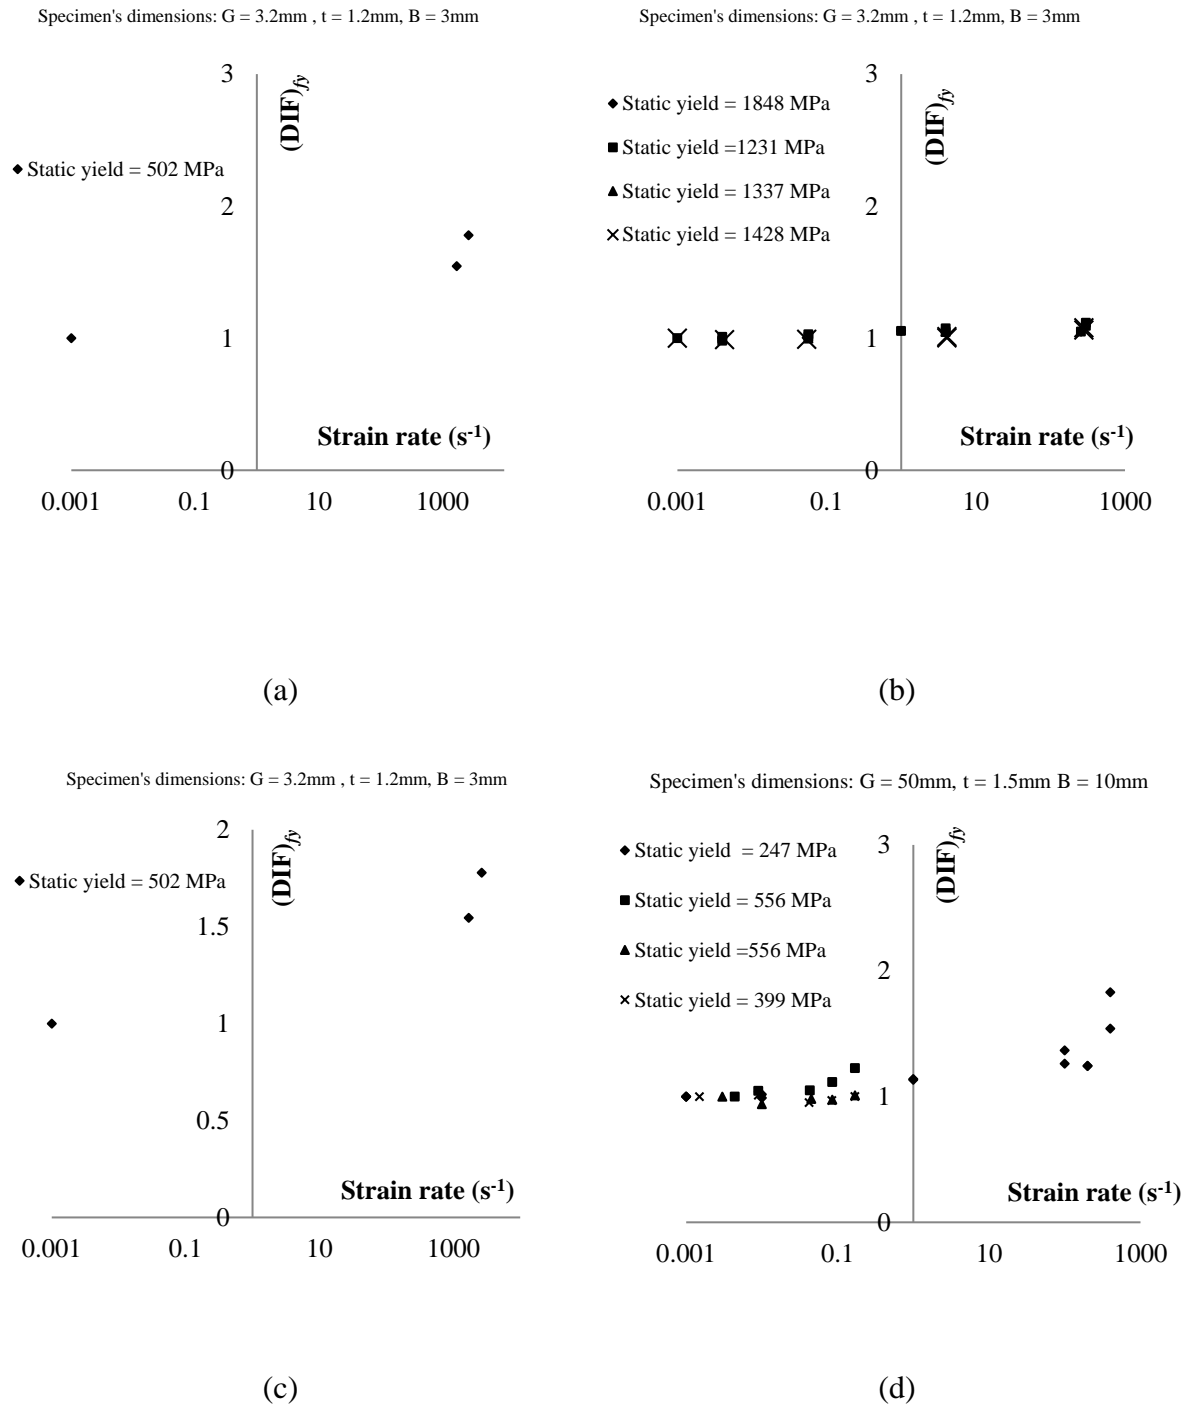 Specimen's dimensions: G = 3.2mm , t = 1.2mm, B = 3mm
3
(DIF)fy
◆ Static yield = 502 MPa
2
1
Strain rate (s-1)
0
0.001 0.1 10 1000
(a)
Specimen's dimensions: G = 3.2mm , t = 1.2mm, B = 3mm
3
(DIF)fy
Static yield = 1848 MPa
Static yield =1231 MPa
2
Static yield = 1337 MPa
Static yield = 1428 MPa
1
Strain rate (s-1)
0
0.001 0.1 10 1000
(b)
Specimen's dimensions: G = 3.2mm , t = 1.2mm, B = 3mm
2
(DIF)fy
Static yield = 502 MPa
1.5
1
0.5
Strain rate (s-1)
0
0.001 0.1 10 1000
(c)
Specimen's dimensions: G = 50mm, t = 1.5mm B = 10mm
3
(DIF)fy
Static yield = 247 MPa
Static yield = 556 MPa
Static yield =556 MPa
2
Static yield = 399 MPa
1
Strain rate (s-1)
0
0.001 0.1 10 1000
(d)